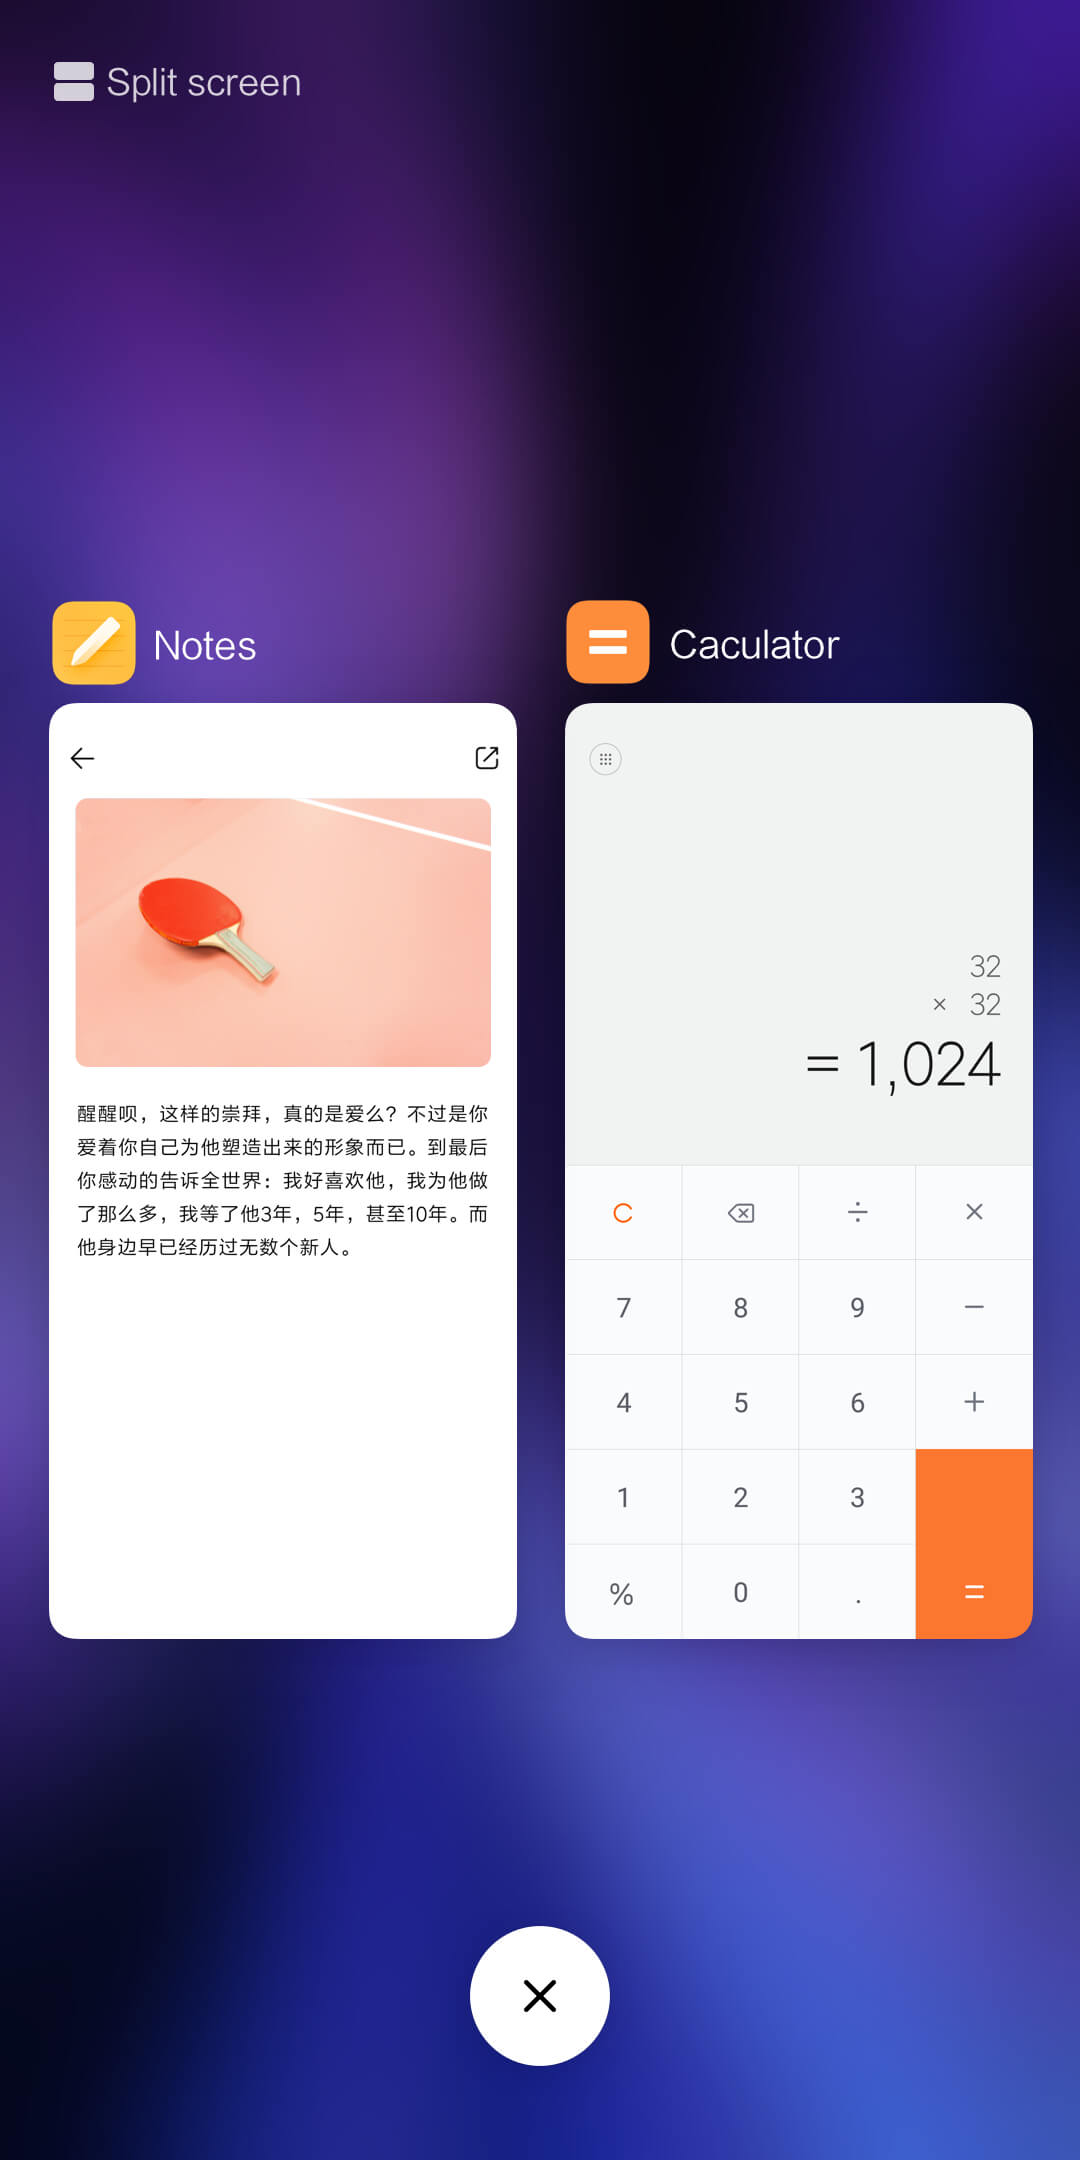 Split screen
Notes
Caculator
醒醒呗，这样的崇拜，真的是爱么？不过是你
爱着你自己为他塑造出来的形象而已。到最后
你感动的告诉全世界：我好喜欢他，我为他做
了那么多，我等了他3年，5年，甚至10年。而
他身边早已经历过无数个新人。
32
× 32
= 1,024
C ÷ ×
7 8 9 −
4 5 6 +
1 2 3
% 0 . =